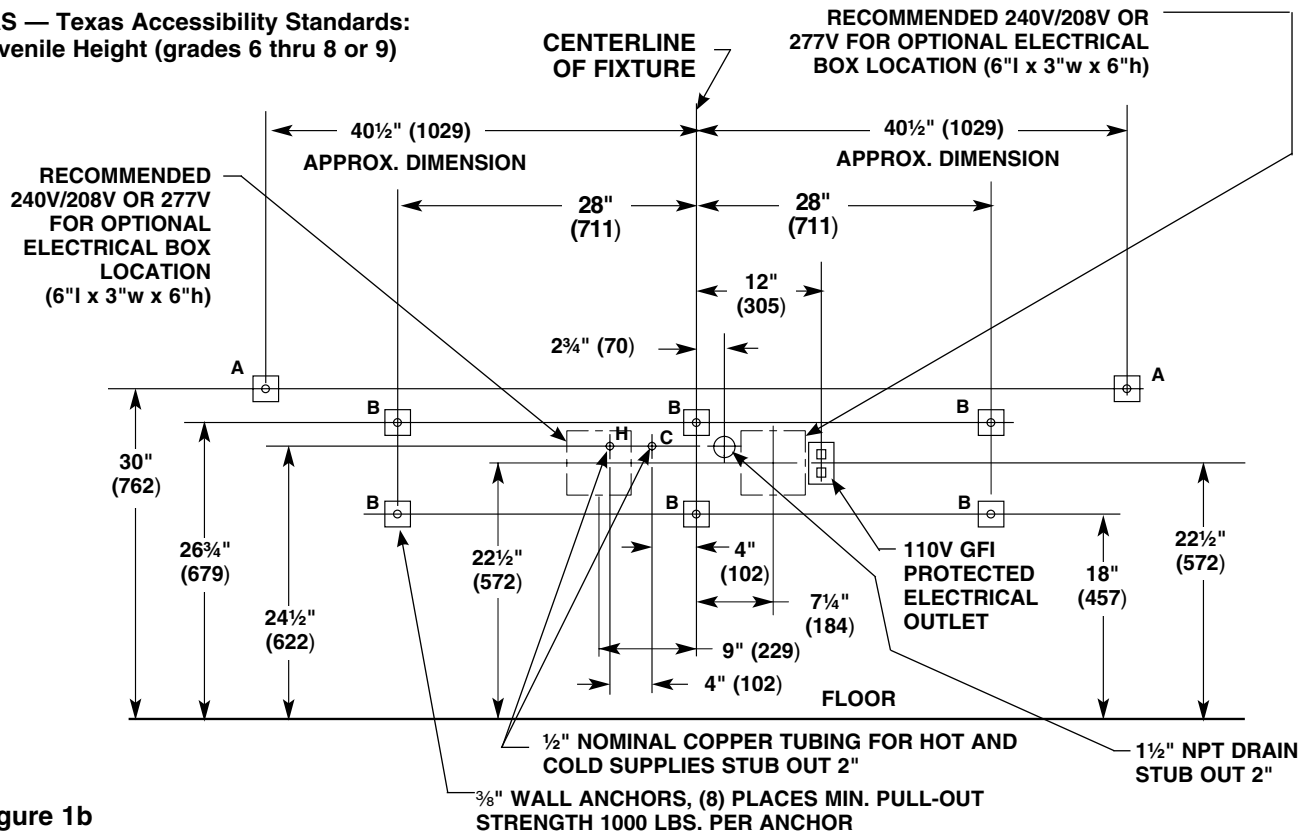 AS — Texas Accessibility Standards:
venile Height (grades 6 thru 8 or 9)
CENTERLINE
OF FIXTURE
RECOMMENDED 240V/208V OR
277V FOR OPTIONAL ELECTRICAL
BOX LOCATION (6"l x 3"w x 6"h)
40½" (1029)
APPROX. DIMENSION
40½" (1029)
APPROX. DIMENSION
RECOMMENDED
240V/208V OR 277V
FOR OPTIONAL
ELECTRICAL BOX
LOCATION
(6"l x 3"w x 6"h)
28"
(711)
28"
(711)
12"
(305)
2¾" (70)
A
A
B
B
B
H
C
30"
(762)
B
B
B
26¾"
(679)
22½"
(572)
4"
(102)
110V GFI
PROTECTED
ELECTRICAL
OUTLET
18"
(457)
22½"
(572)
24½"
(622)
7¼"
(184)
9" (229)
4" (102)
FLOOR
½" NOMINAL COPPER TUBING FOR HOT AND
COLD SUPPLIES STUB OUT 2"
1½" NPT DRAIN
STUB OUT 2"
⅜" WALL ANCHORS, (8) PLACES MIN. PULL-OUT
STRENGTH 1000 LBS. PER ANCHOR
gure 1b